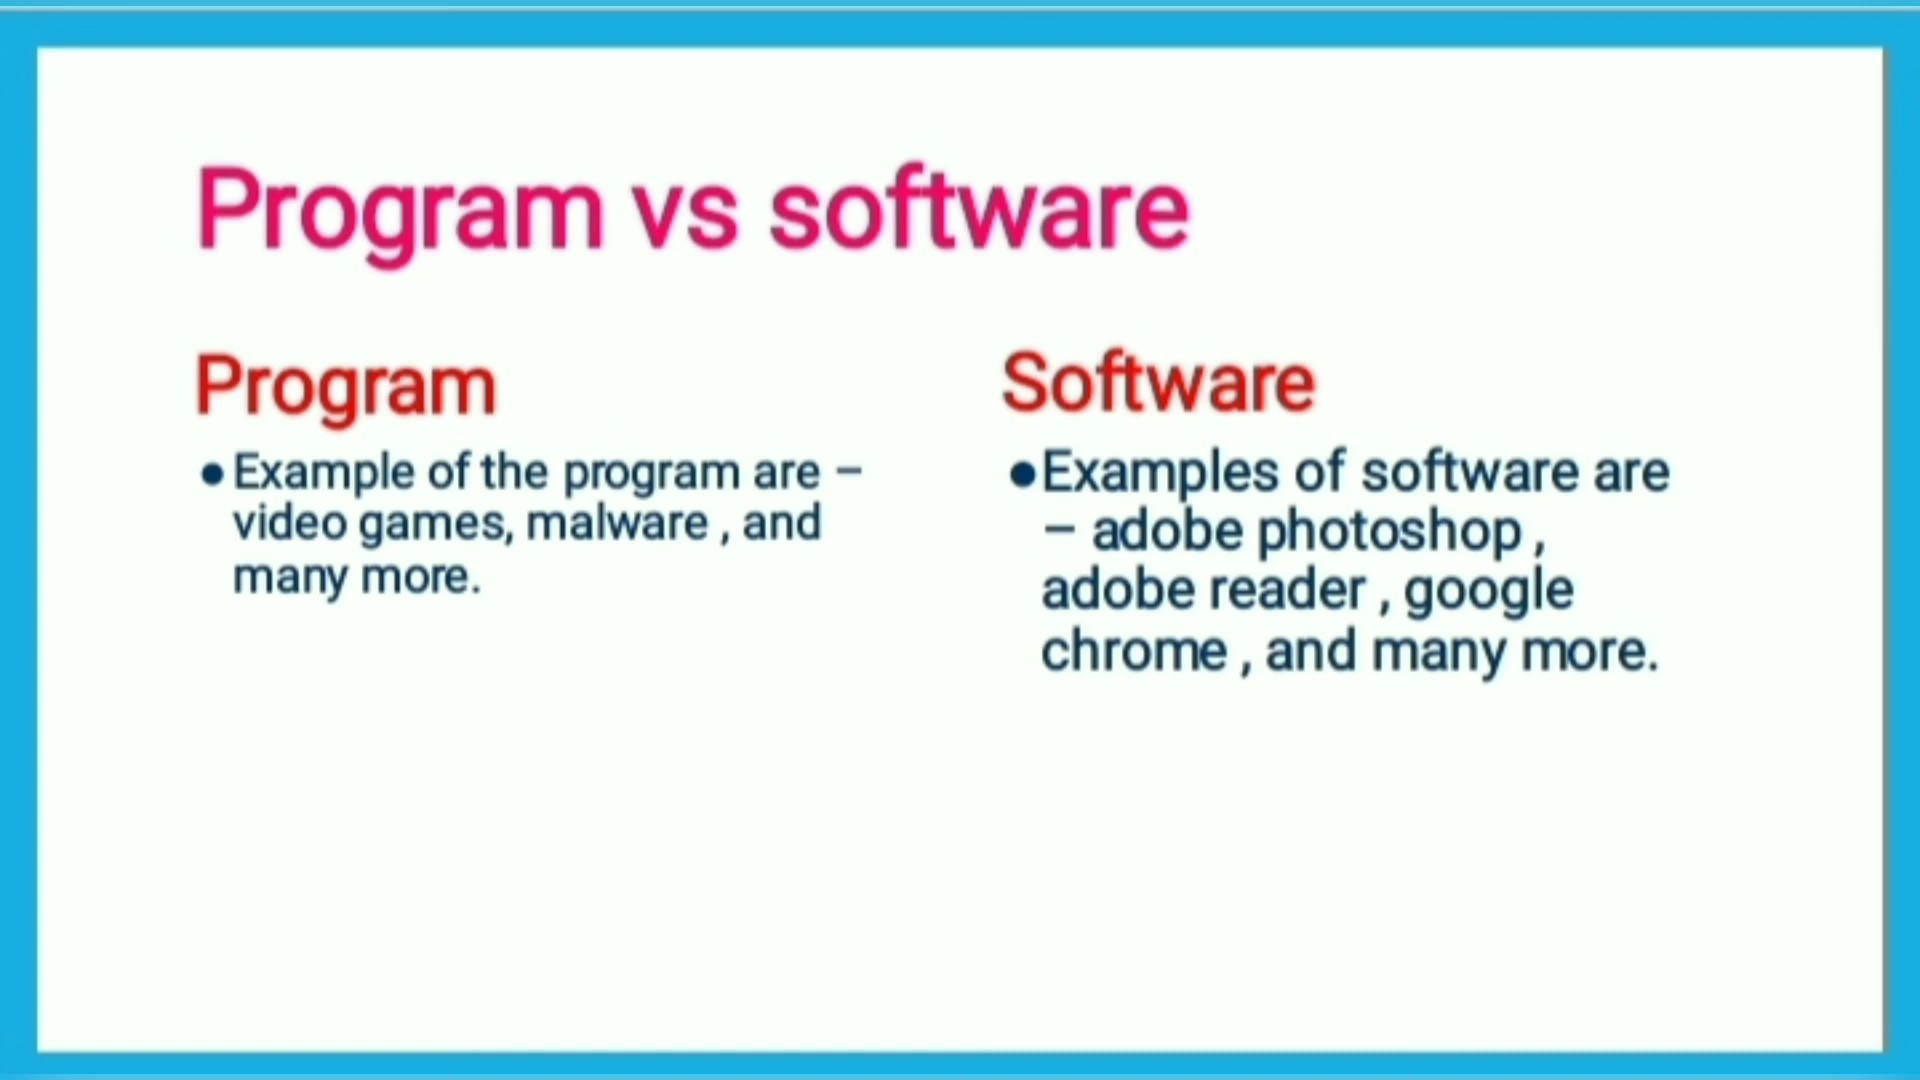 Program vs software
Program
●Example of the program are –
video games, malware , and
many more.
Software
●Examples of software are
– adobe photoshop ,
adobe reader , google
chrome , and many more.